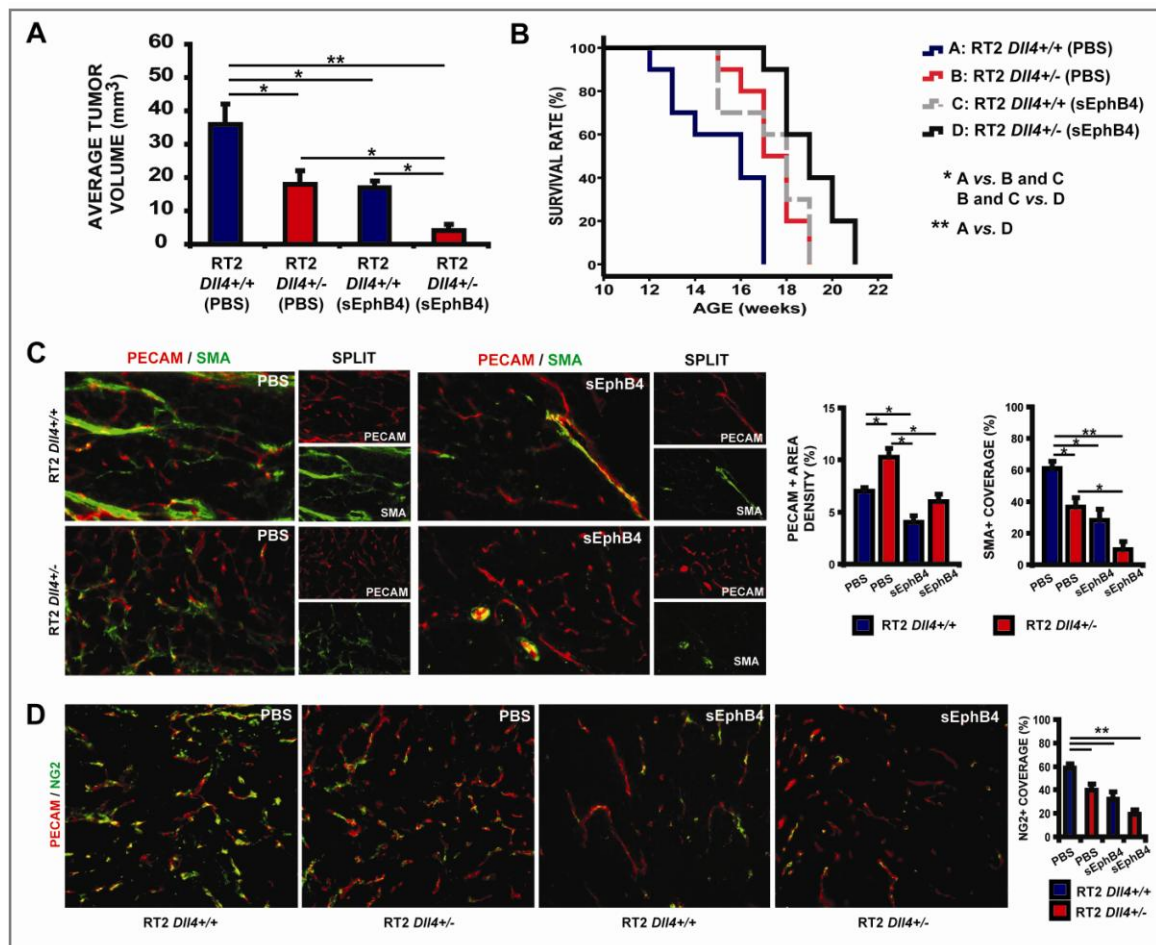 A
AVERAGE TUMOR
VOLUME (mm³)
60
50
40
30
20
10
0
**
*
*
*
*
RT2
Dll4+/+
(PBS)
RT2
Dll4+/-
(PBS)
RT2
Dll4+/+
(sEphB4)
RT2
Dll4+/-
(sEphB4)
B
SURVIVAL RATE (%)
100
80
60
40
20
0
10 12 14 16 18 20 22
AGE (weeks)
A: RT2 Dll4+/+ (PBS)
B: RT2 Dll4+/- (PBS)
C: RT2 Dll4+/+ (sEphB4)
D: RT2 Dll4+/- (sEphB4)
* A vs. B and C
B and C vs. D
** A vs. D
C
PECAM / SMA
SPLIT
PECAM / SMA
SPLIT
RT2 Dll4+/+
PBS
PECAM
SMA
sEphB4
PECAM
SMA
RT2 Dll4+/-
PBS
PECAM
SMA
sEphB4
PECAM
SMA
PECAM + AREA
DENSITY (%)
15
10
5
0
*
*
*
*
PBS
PBS
sEphB4
sEphB4
SMA+ COVERAGE (%)
100
80
60
40
20
0
**
*
*
*
PBS
PBS
sEphB4
sEphB4
RT2 Dll4+/+
RT2 Dll4+/-
D
PECAM / NG2
PBS
PBS
sEphB4
sEphB4
RT2 Dll4+/+
RT2 Dll4+/-
RT2 Dll4+/+
RT2 Dll4+/-
NG2+ COVERAGE (%)
100
80
60
40
20
0
**
PBS
PBS
sEphB4
sEphB4
RT2 Dll4+/+
RT2 Dll4+/-